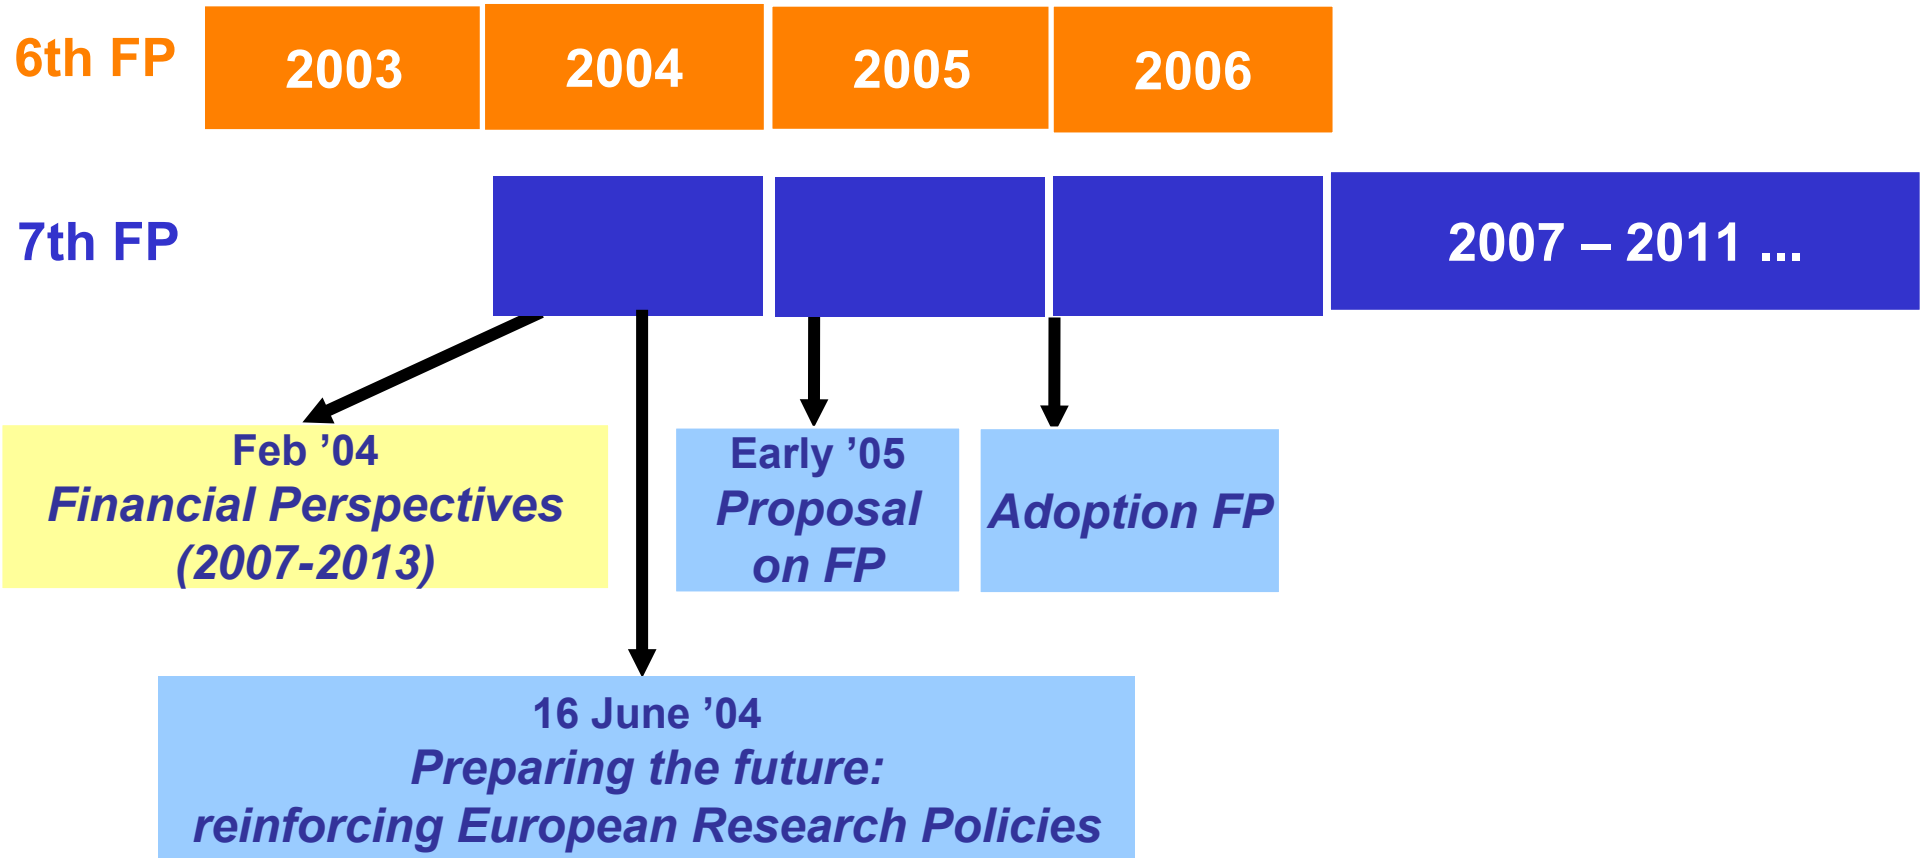 6th FP
2003
2004
2005
2006
7th FP
2007 – 2011 ...
Feb ’04
Financial Perspectives
(2007-2013)
Early ’05
Proposal
on FP
Adoption FP
16 June ’04
Preparing the future:
reinforcing European Research Policies